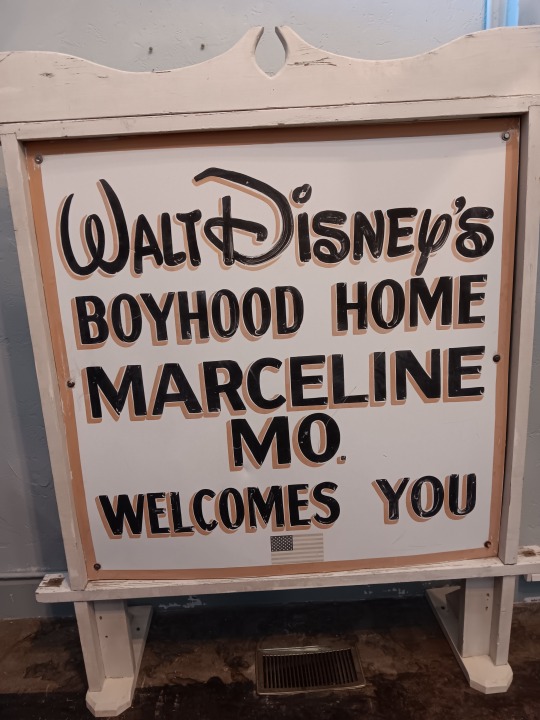 WALT DISNEY'S
BOYHOOD HOME
MARCELINE
MO.
WELCOMES YOU